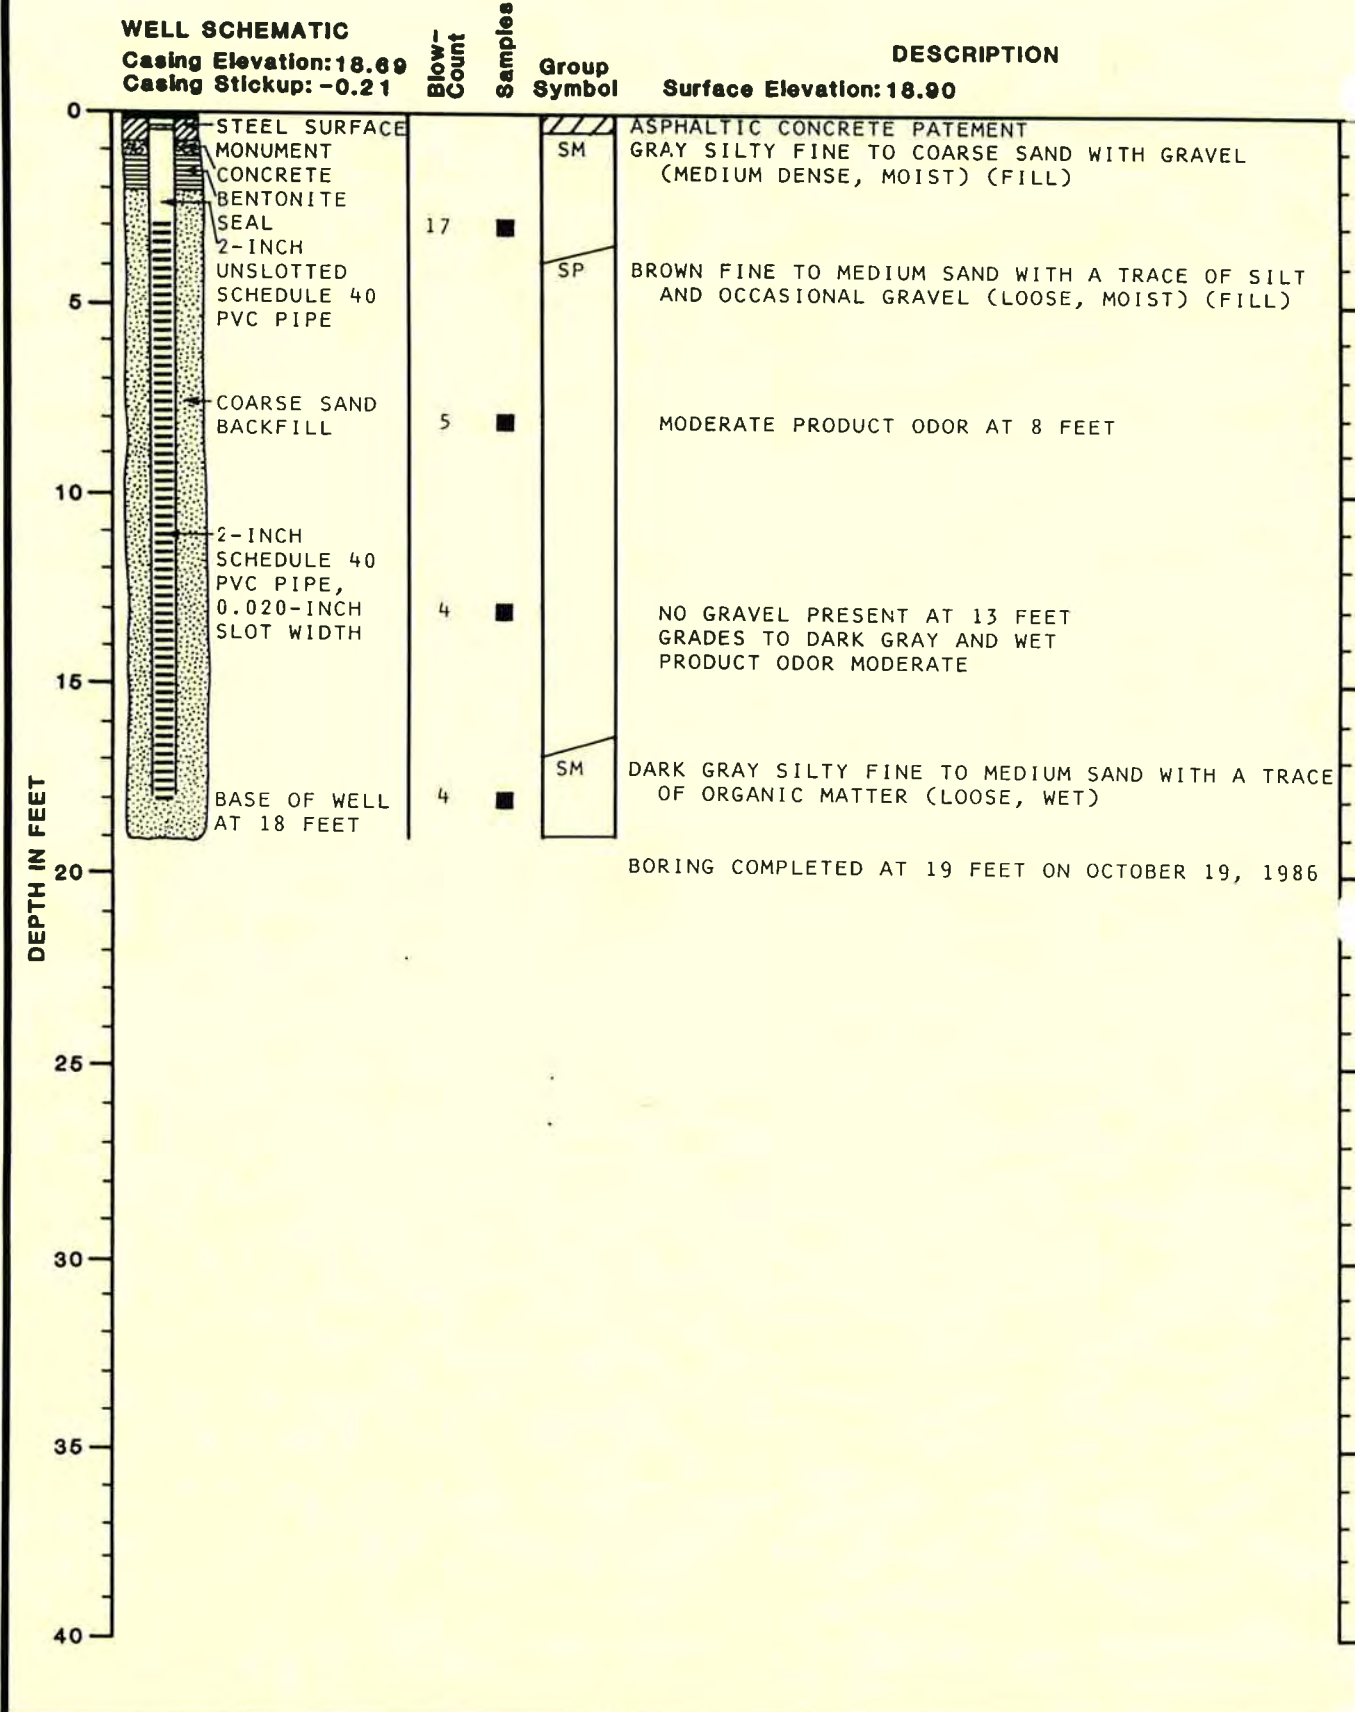 WELL SCHEMATIC
Casing Elevation: 18.69
Casing Stickup: -0.21
Blow-
Count
Samples
Group
Symbol
DESCRIPTION
Surface Elevation: 18.90
0
5
10
15
20
25
30
35
40
DEPTH IN FEET
STEEL SURFACE
MONUMENT
CONCRETE
BENTONITE
SEAL
2-INCH
UNSLOTTED
SCHEDULE 40
PVC PIPE
COARSE SAND
BACKFILL
2-INCH
SCHEDULE 40
PVC PIPE,
0.020-INCH
SLOT WIDTH
BASE OF WELL
AT 18 FEET
17
5
4
4
SM
SP
SM
ASPHALTIC CONCRETE PATEMENT
GRAY SILTY FINE TO COARSE SAND WITH GRAVEL
(MEDIUM DENSE, MOIST) (FILL)
BROWN FINE TO MEDIUM SAND WITH A TRACE OF SILT
AND OCCASIONAL GRAVEL (LOOSE, MOIST) (FILL)
MODERATE PRODUCT ODOR AT 8 FEET
NO GRAVEL PRESENT AT 13 FEET
GRADES TO DARK GRAY AND WET
PRODUCT ODOR MODERATE
DARK GRAY SILTY FINE TO MEDIUM SAND WITH A TRACE
OF ORGANIC MATTER (LOOSE, WET)
BORING COMPLETED AT 19 FEET ON OCTOBER 19, 1986